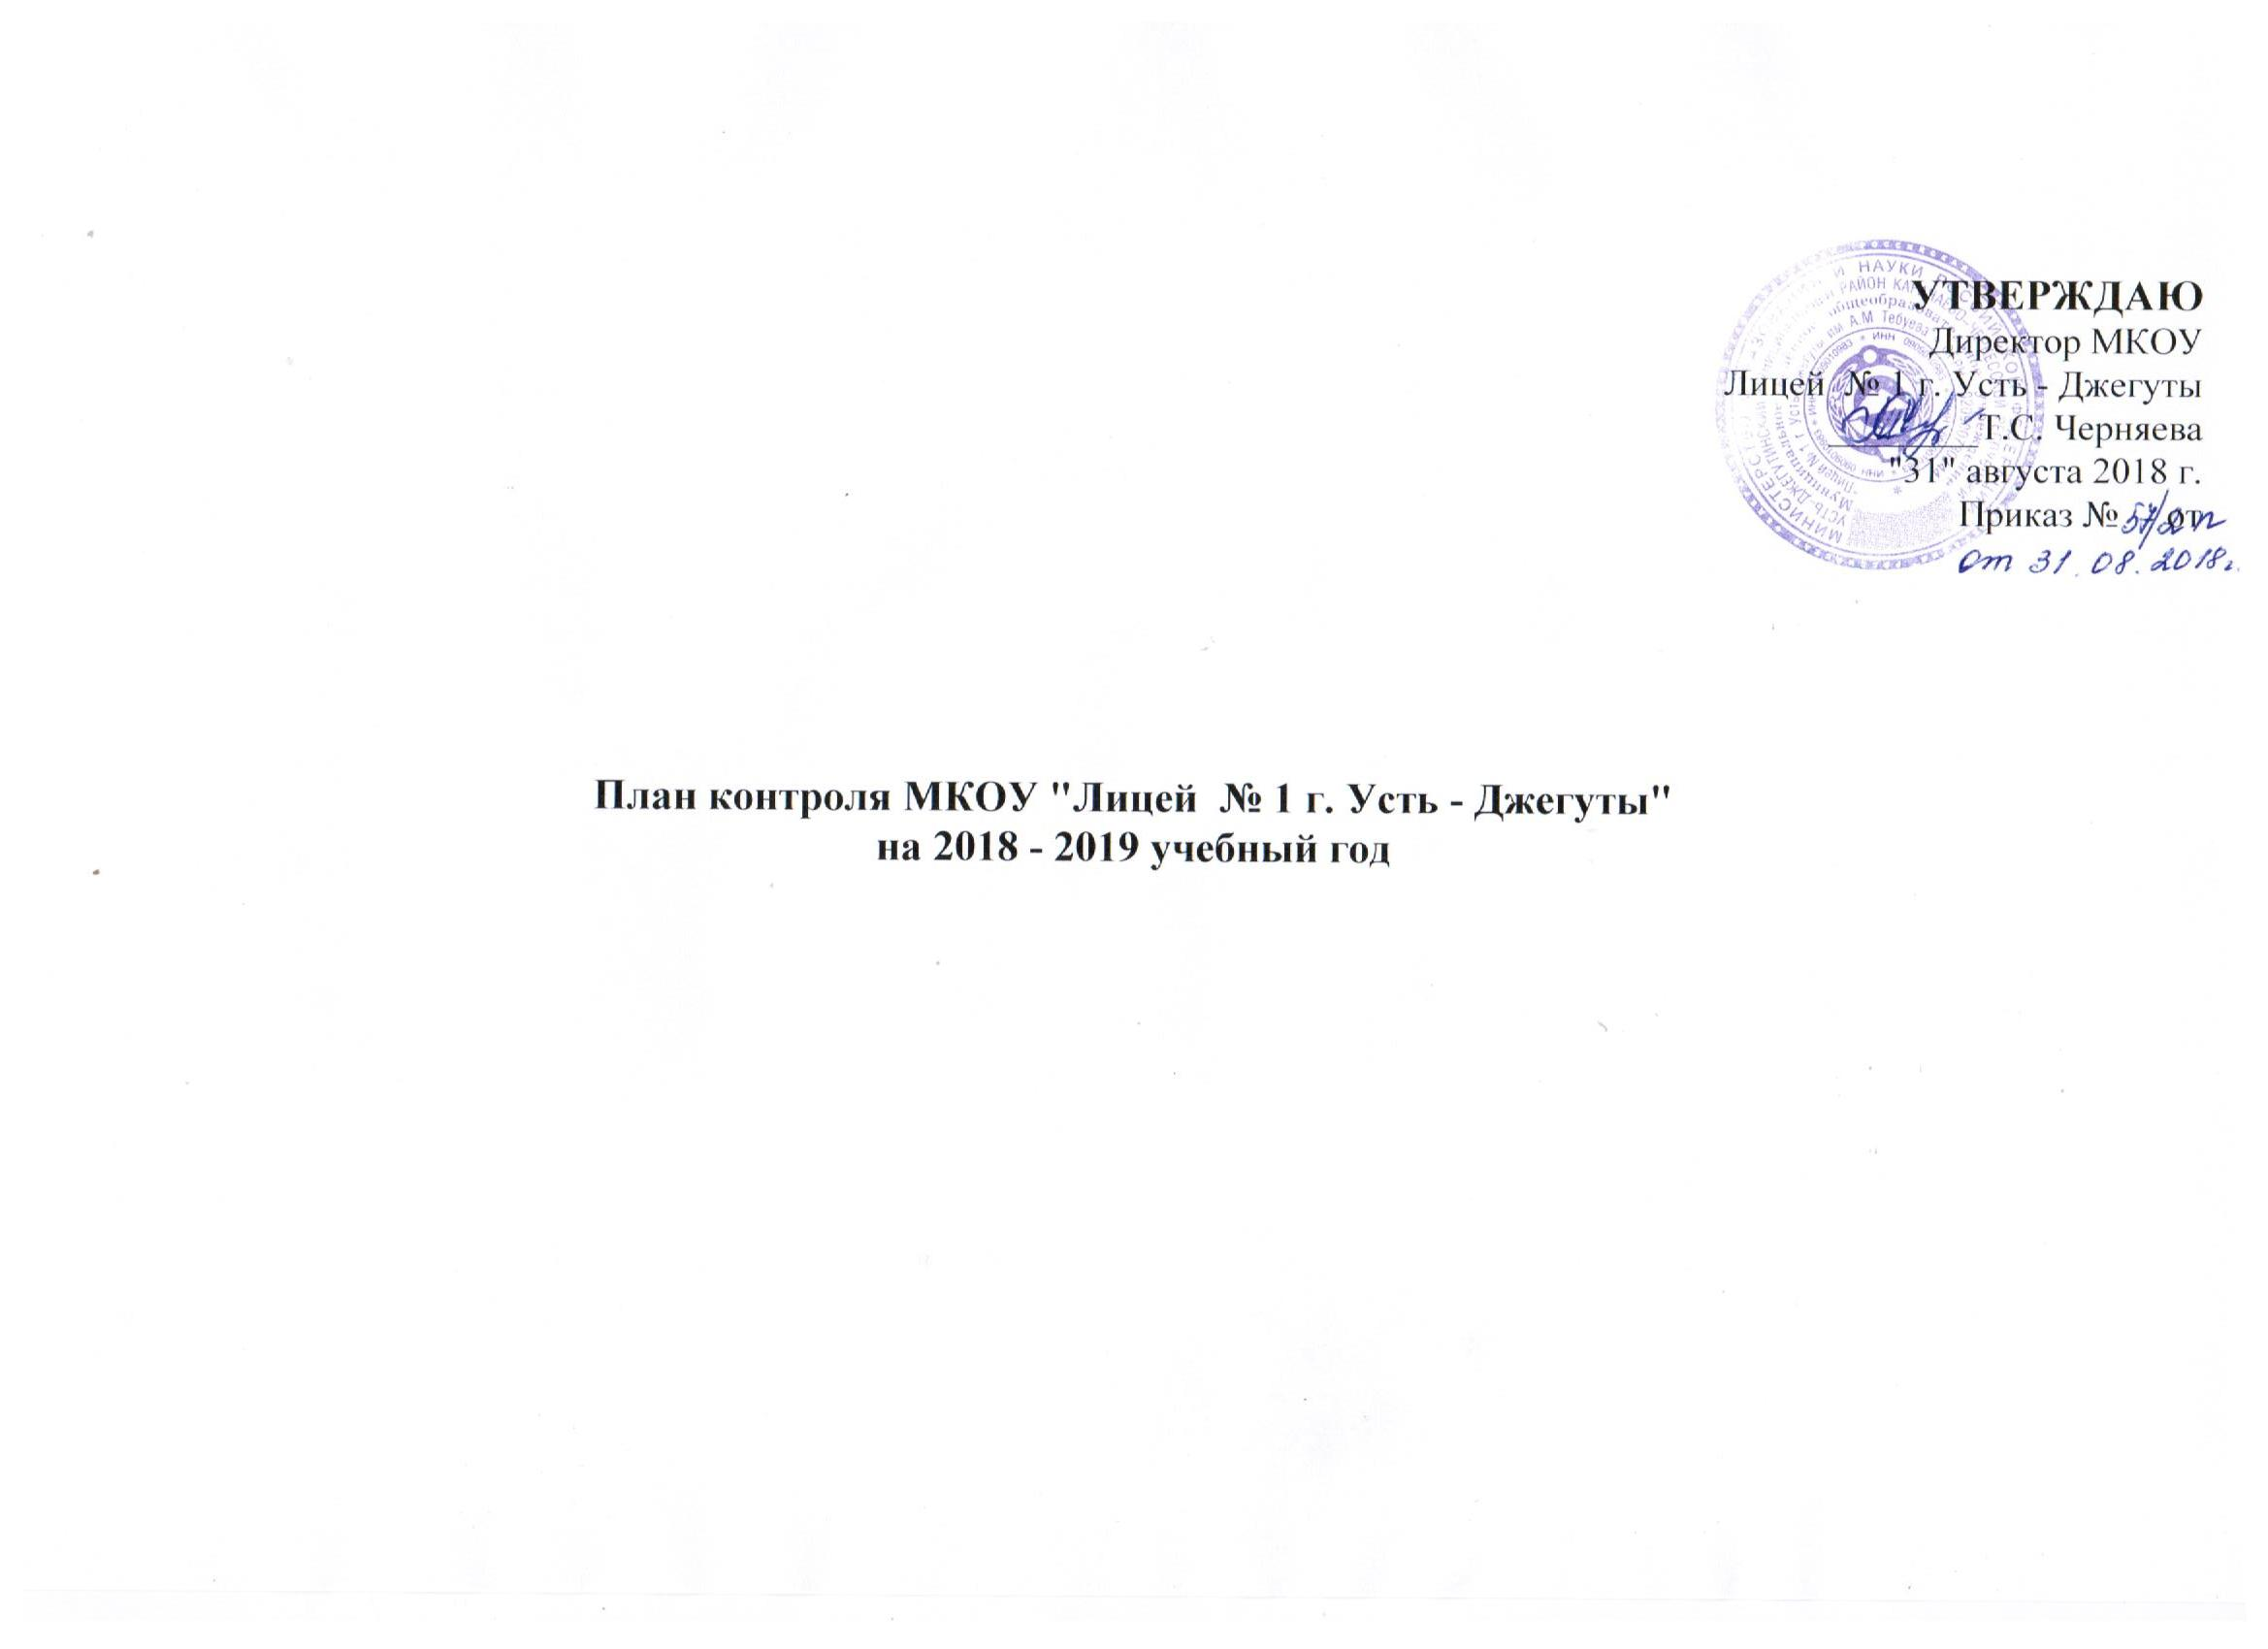 УТВЕРЖДАЮ
Директор МКОУ
Лицей № 1 г. Усть - Джегуты
Т.С. Черняева
"31" августа 2018 г.
Приказ № 57/2 от
от 31.08.2018г.
План контроля МКОУ "Лицей № 1 г. Усть - Джегуты"
на 2018 - 2019 учебный год